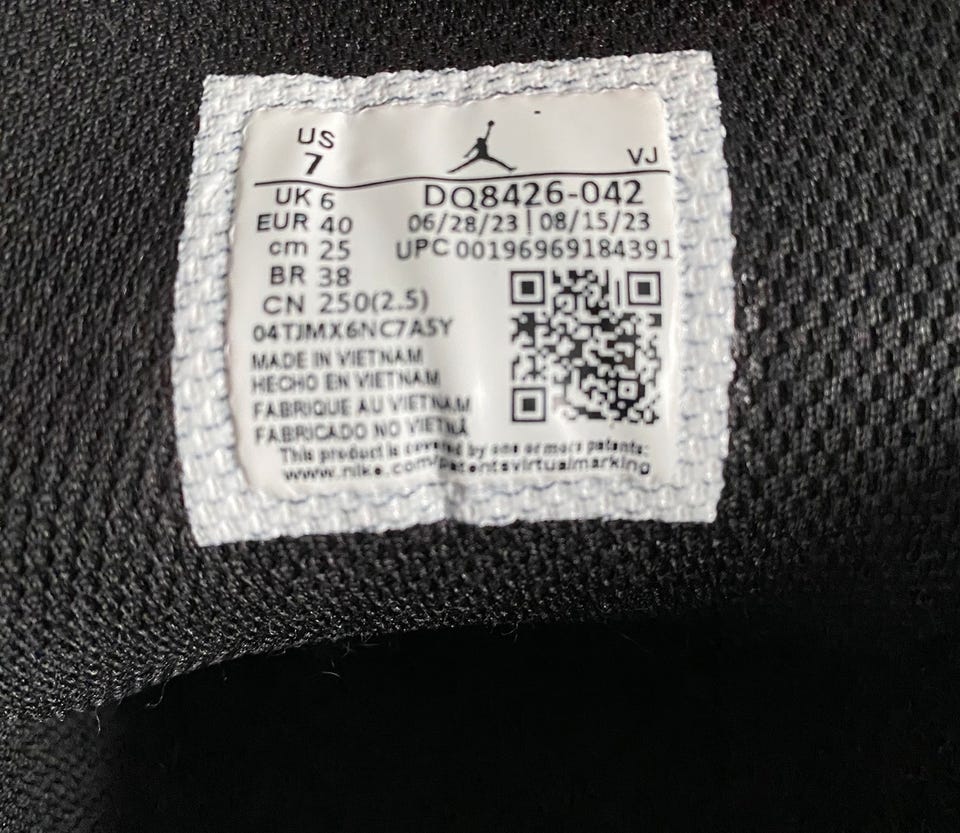 US
7
VJ
UK 6
DQ8426-042
EUR 40
06/28/23 | 08/15/23
cm 25
UPC 00196969184391
BR 38
CN 250(2.5)
04TJMX6NC7A5Y
MADE IN VIETNAM
HECHO EN VIETNAM
FABRIQUE AU VIETNAM
FABRICADO NO VIETNÃ
This product is covered by one or more patents:
www.nike.com/patentsvirtualmarking